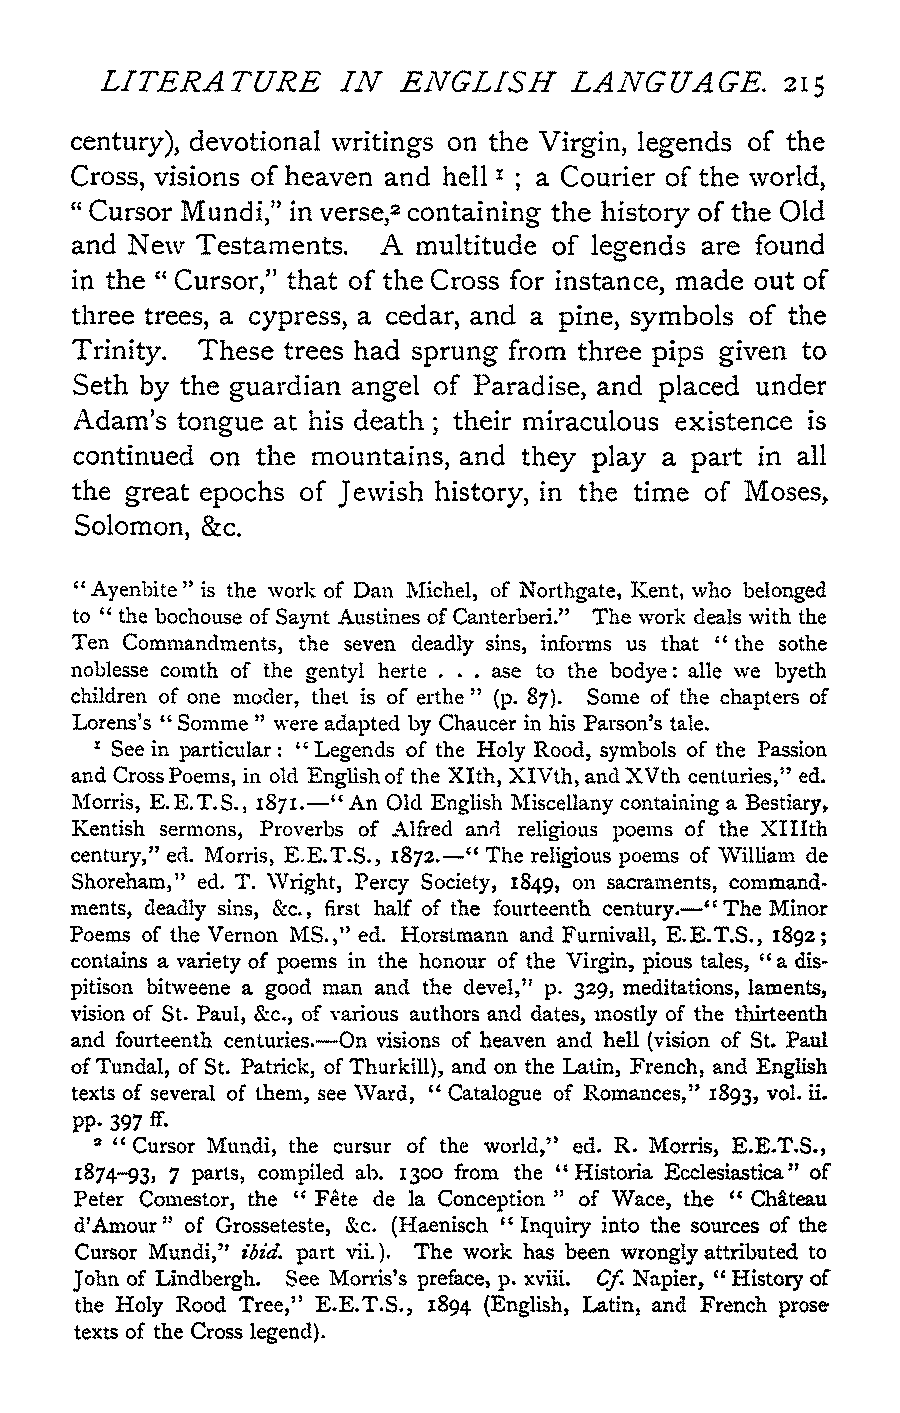 LITERATURE IN ENGLISH LANGUAGE. 215
century), devotional writings on the Virgin, legends of the
Cross, visions of heaven and hell ¹ ; a Courier of the world,
“ Cursor Mundi,” in verse,² containing the history of the Old
and New Testaments. A multitude of legends are found
in the “ Cursor,” that of the Cross for instance, made out of
three trees, a cypress, a cedar, and a pine, symbols of the
Trinity. These trees had sprung from three pips given to
Seth by the guardian angel of Paradise, and placed under
Adam’s tongue at his death ; their miraculous existence is
continued on the mountains, and they play a part in all
the great epochs of Jewish history, in the time of Moses,
Solomon, &c.
“ Ayenbite ” is the work of Dan Michel, of Northgate, Kent, who belonged
to “ the bochouse of Saynt Austines of Canterberi.” The work deals with the
Ten Commandments, the seven deadly sins, informs us that “ the sothe
noblesse comth of the gentyl herte . . . ase to the bodye : alle we byeth
children of one moder, thet is of erthe ” (p. 87). Some of the chapters of
Lorens’s “ Somme ” were adapted by Chaucer in his Parson’s tale.
¹ See in particular : “ Legends of the Holy Rood, symbols of the Passion
and Cross Poems, in old English of the XIth, XIVth, and XVth centuries,” ed.
Morris, E.E.T.S., 1871.—“ An Old English Miscellany containing a Bestiary,
Kentish sermons, Proverbs of Alfred and religious poems of the XIIIth
century,” ed. Morris, E.E.T.S., 1872.—“ The religious poems of William de
Shoreham,” ed. T. Wright, Percy Society, 1849, on sacraments, command-
ments, deadly sins, &c., first half of the fourteenth century.—“ The Minor
Poems of the Vernon MS.,” ed. Horstmann and Furnivall, E.E.T.S., 1892 ;
contains a variety of poems in the honour of the Virgin, pious tales, “ a dis-
pitison bitweene a good man and the devel,” p. 329, meditations, laments,
vision of St. Paul, &c., of various authors and dates, mostly of the thirteenth
and fourteenth centuries.—On visions of heaven and hell (vision of St. Paul
of Tundal, of St. Patrick, of Thurkill), and on the Latin, French, and English
texts of several of them, see Ward, “ Catalogue of Romances,” 1893, vol. ii.
pp. 397 ff.
² “ Cursor Mundi, the cursur of the world,” ed. R. Morris, E.E.T.S.,
1874–93, 7 parts, compiled ab. 1300 from the “ Historia Ecclesiastica ” of
Peter Comestor, the “ Fête de la Conception ” of Wace, the “ Château
d’Amour ” of Grosseteste, &c. (Haenisch “ Inquiry into the sources of the
Cursor Mundi,” ibid. part vii.). The work has been wrongly attributed to
John of Lindbergh. See Morris’s preface, p. xviii. Cf. Napier, “ History of
the Holy Rood Tree,” E.E.T.S., 1894 (English, Latin, and French prose
texts of the Cross legend).